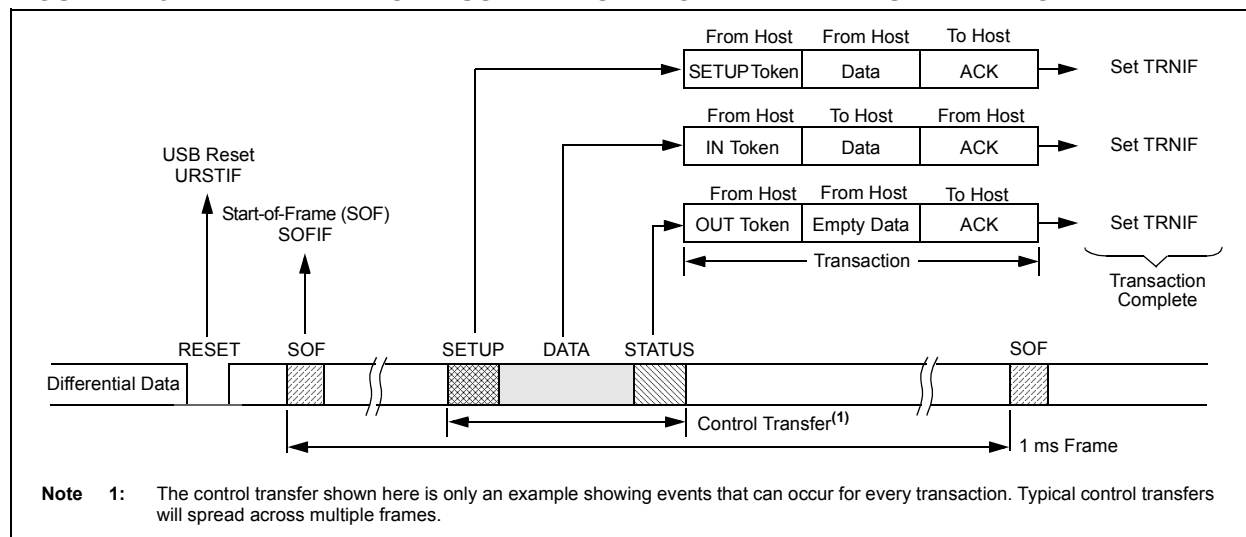 From Host From Host To Host
SETUP Token Data ACK Set TRNIF
From Host To Host From Host
IN Token Data ACK Set TRNIF
USB Reset
URSTIF
From Host From Host To Host
Start-of-Frame (SOF)
SOFIF
OUT Token Empty Data ACK Set TRNIF
Transaction
Transaction
Complete
RESET SOF SETUP DATA STATUS SOF
Differential Data
Control Transfer(1)
1 ms Frame
Note 1: The control transfer shown here is only an example showing events that can occur for every transaction. Typical control transfers
will spread across multiple frames.